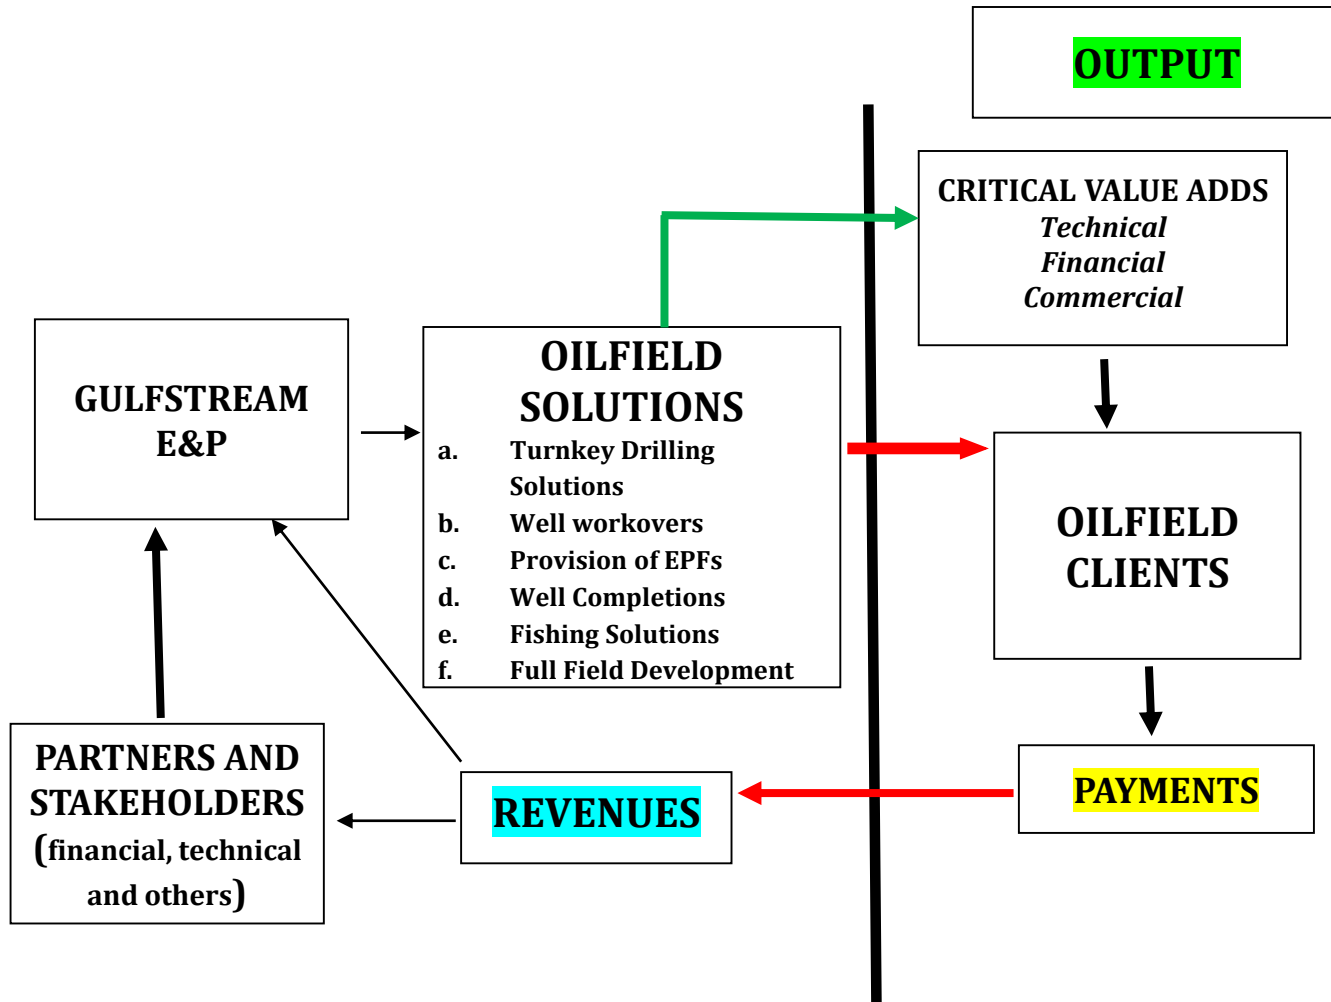 OUTPUT
CRITICAL VALUE ADDS
Technical
Financial
Commercial
GULFSTREAM
E&P
OILFIELD
SOLUTIONS
a. Turnkey Drilling
Solutions
b. Well workovers
c. Provision of EPFs
d. Well Completions
e. Fishing Solutions
f. Full Field Development
OILFIELD
CLIENTS
PARTNERS AND
STAKEHOLDERS
(financial, technical
and others)
REVENUES
PAYMENTS